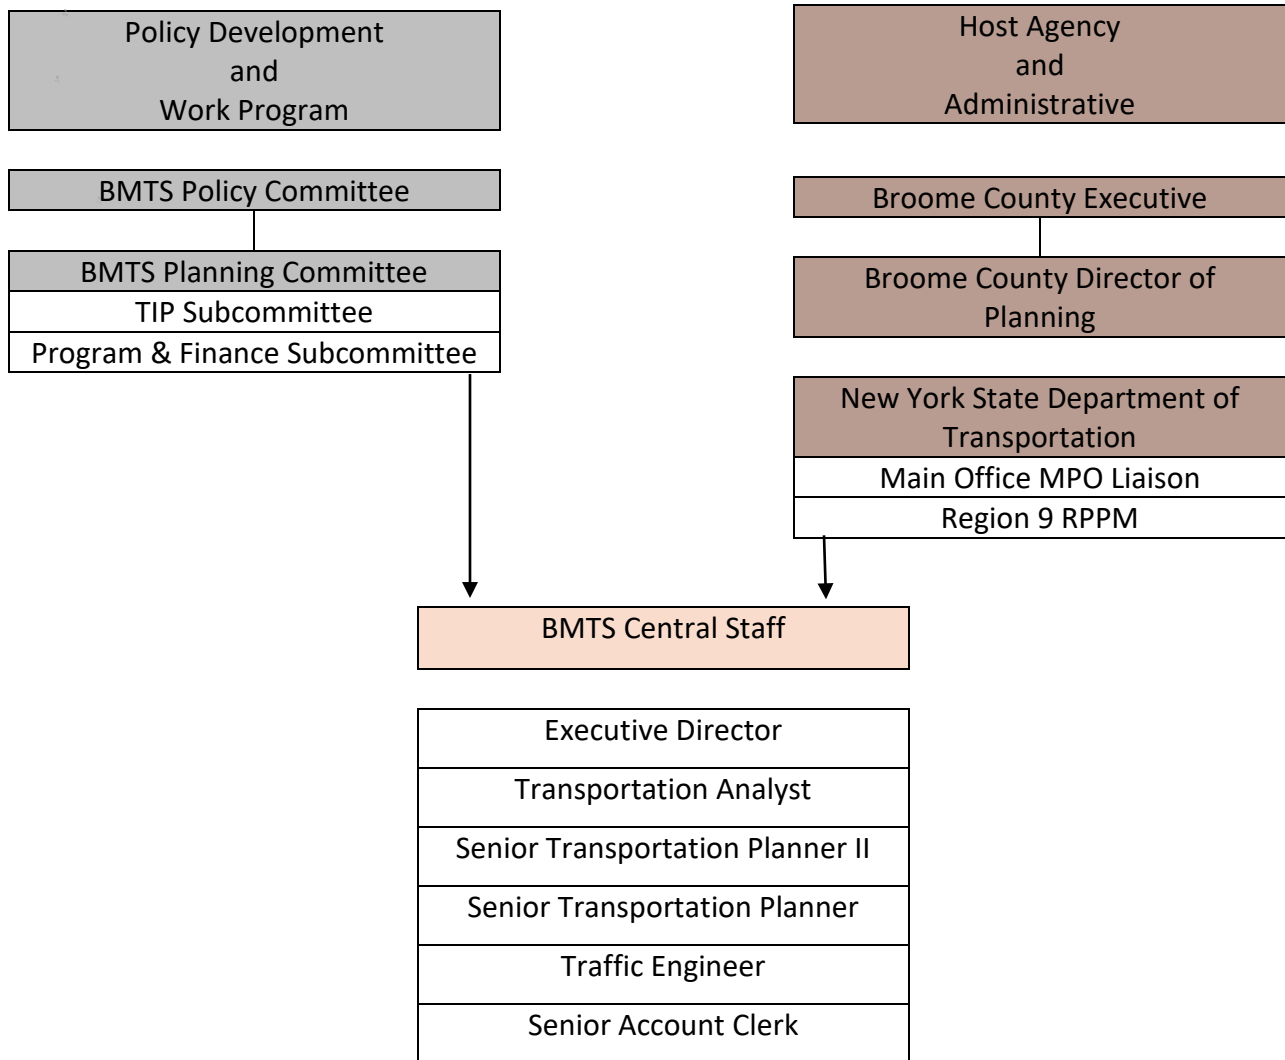 Policy Development
and
Work Program
Host Agency
and
Administrative
BMTS Policy Committee
BMTS Planning Committee
TIP Subcommittee
Program & Finance Subcommittee
Broome County Executive
Broome County Director of
Planning
New York State Department of
Transportation
Main Office MPO Liaison
Region 9 RPPM
BMTS Central Staff
Executive Director
Transportation Analyst
Senior Transportation Planner II
Senior Transportation Planner
Traffic Engineer
Senior Account Clerk